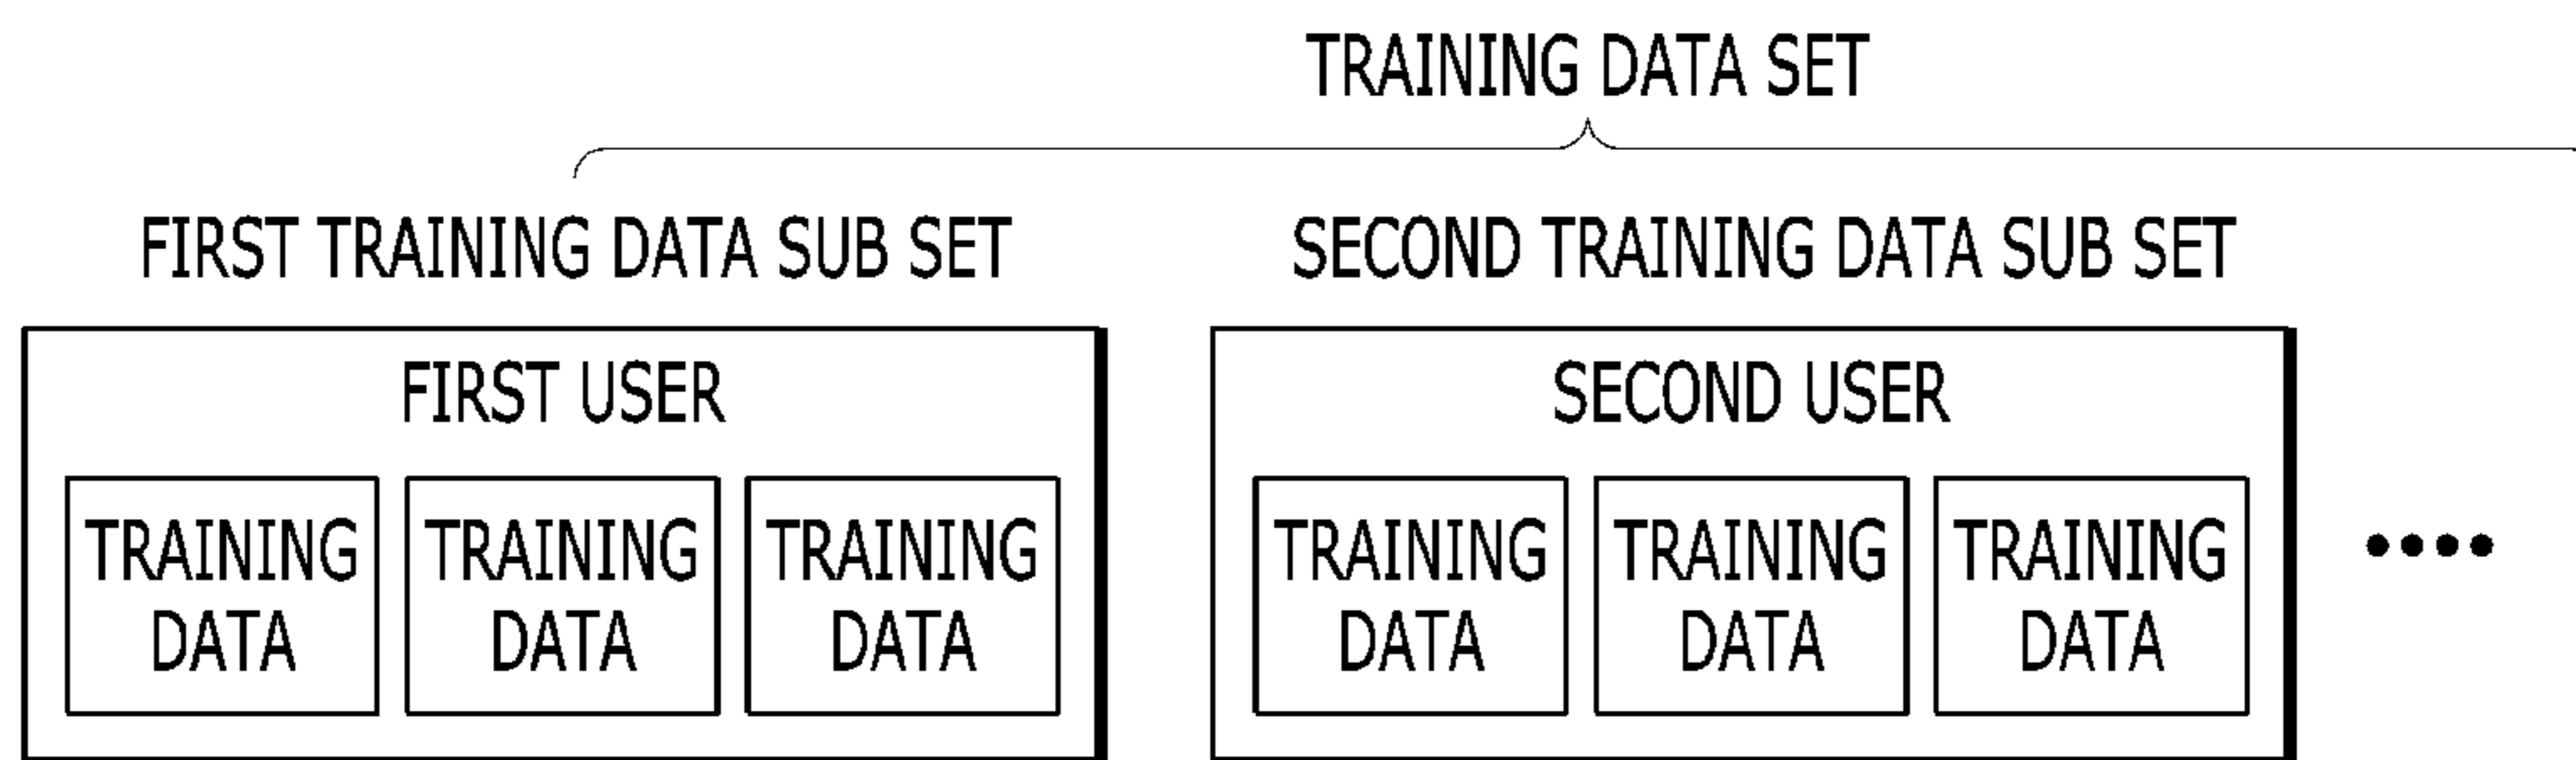 TRAINING DATA SET
FIRST TRAINING DATA SUB SET
SECOND TRAINING DATA SUB SET
FIRST USER
SECOND USER
TRAINING
DATA
TRAINING
DATA
TRAINING
DATA
TRAINING
DATA
TRAINING
DATA
TRAINING
DATA